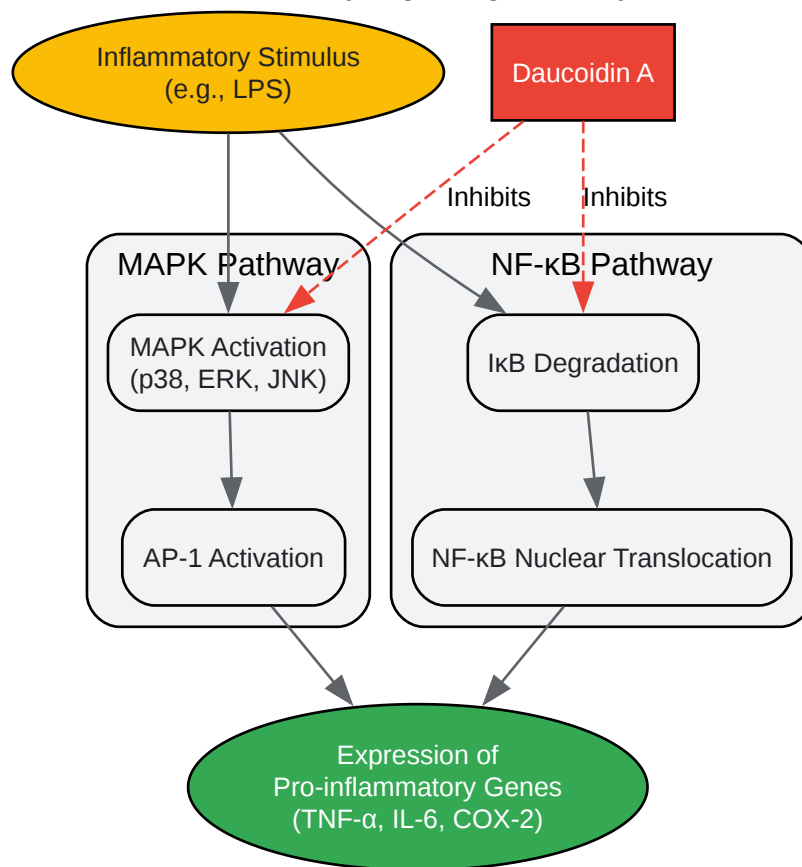 Inflammatory Stimulus
(e.g., LPS)
Daucoidin A
Inhibits
Inhibits
MAPK Pathway
NF-κB Pathway
MAPK Activation
(p38, ERK, JNK)
IκB Degradation
AP-1 Activation
NF-κB Nuclear Translocation
Expression of
Pro-inflammatory Genes
(TNF-α, IL-6, COX-2)